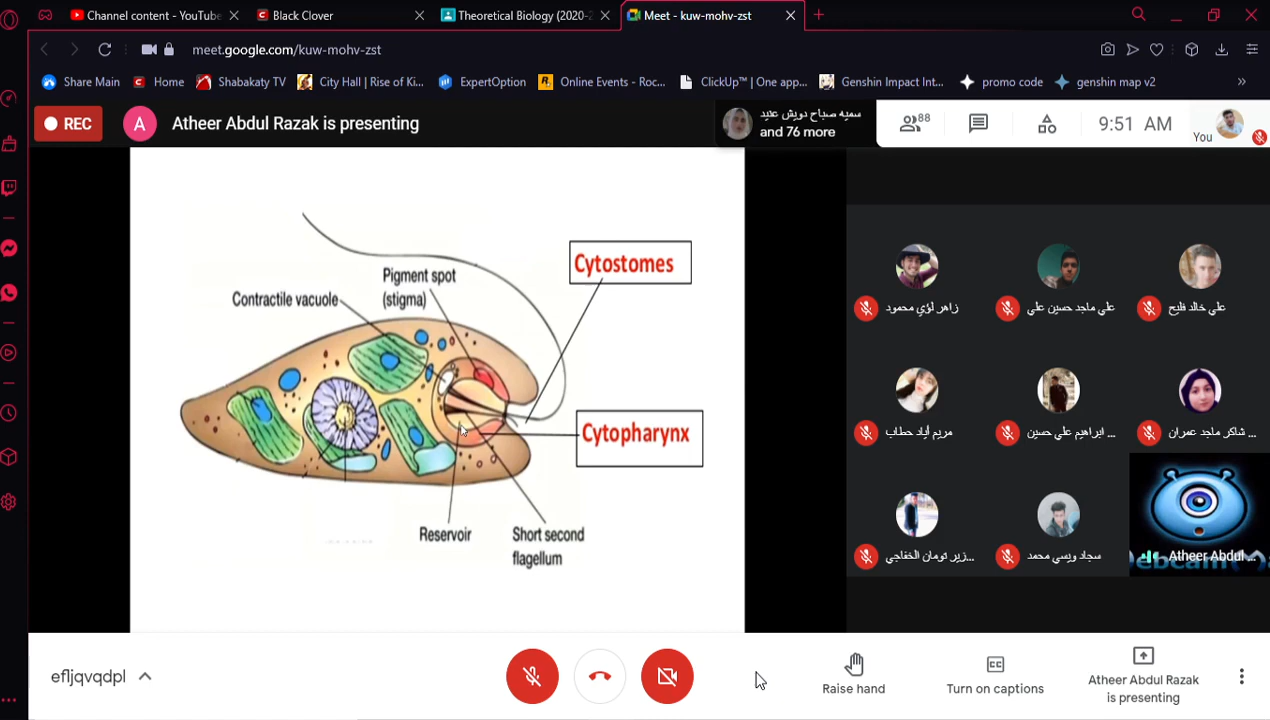 Channel content - YouTube
Black Clover
Theoretical Biology (2020-2
Meet - kuw-mohv-zst
meet.google.com/kuw-mohv-zst
Share Main
Home
Shabakaty TV
City Hall | Rise of Ki...
ExpertOption
Online Events - Roc...
ClickUp™ | One app...
Genshin Impact Int...
promo code
genshin map v2
REC
A
Atheer Abdul Razak is presenting
سميه صباح درويش عنيد
and 76 more
88
9:51 AM
You
Cytostomes
Pigment spot
(stigma)
Contractile vacuole
Cytopharynx
Reservoir
Short second
flagellum
زاهر لؤي محمود
علي ماجد حسين علي
علي خالد فليح
مريم أياد حطاب
ابراهيم علي حسين ...
شاكر ماجد عمران ...
زير تومان الخفاجي...
سجاد ويسي محمد
Atheer Abdul ...
efljqvqdpl
Raise hand
Turn on captions
Atheer Abdul Razak
is presenting